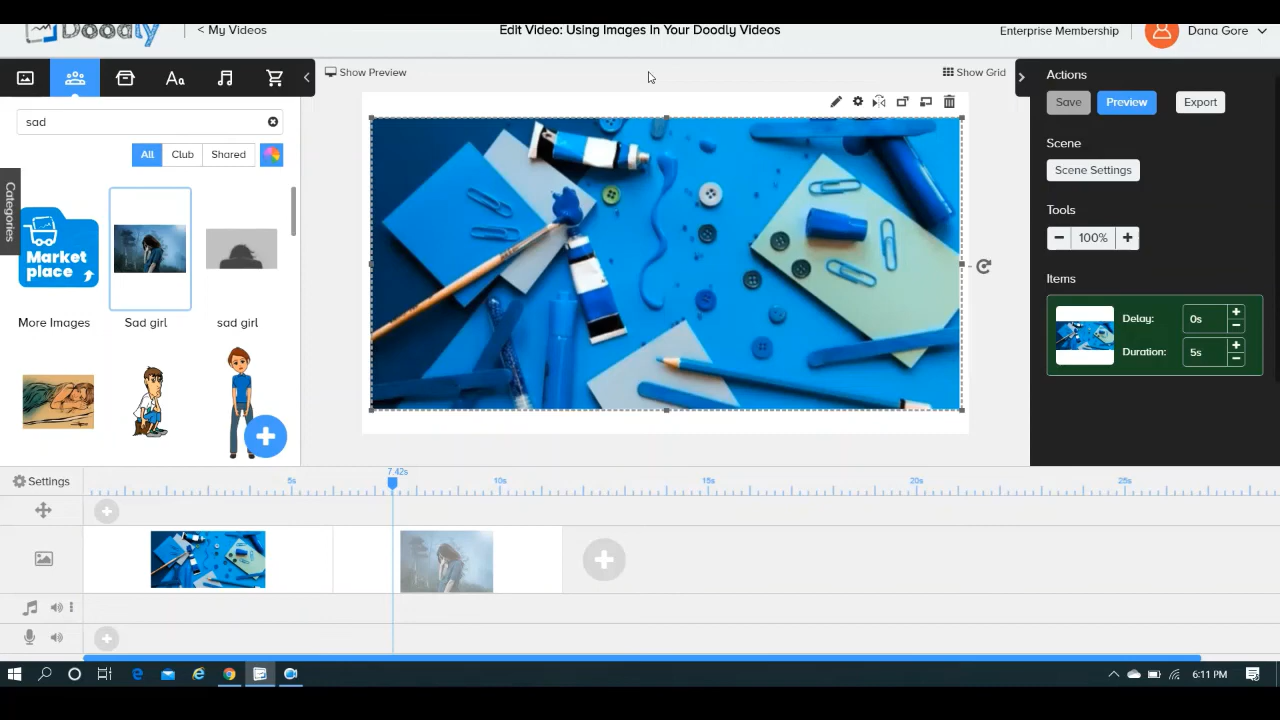 Doodly
< My Videos
Edit Video: Using Images In Your Doodly Videos
Enterprise Membership
Dana Gore
Show Preview
Show Grid
Aa
sad
All
Club
Shared
Categories
Market
place
More Images
Sad girl
sad girl
Actions
Save
Preview
Export
Scene
Scene Settings
Tools
− 100% +
Items
Delay:
0s
Duration:
5s
Settings
7.42s
5s
10s
15s
20s
25s
6:11 PM